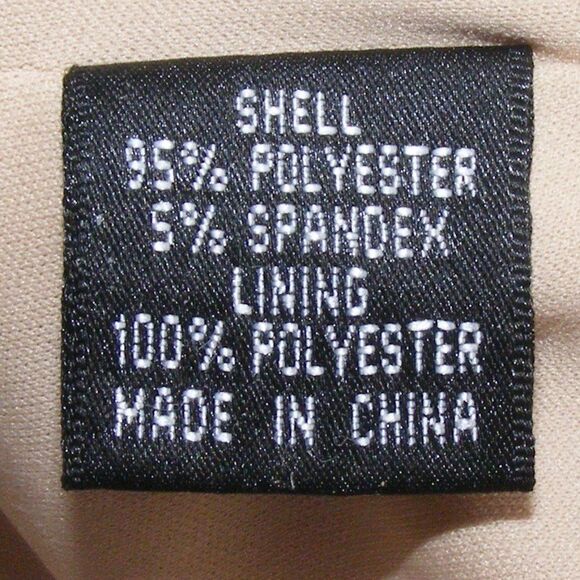 SHELL
95% POLYESTER
5% SPANDEX
LINING
100% POLYESTER
MADE IN CHINA